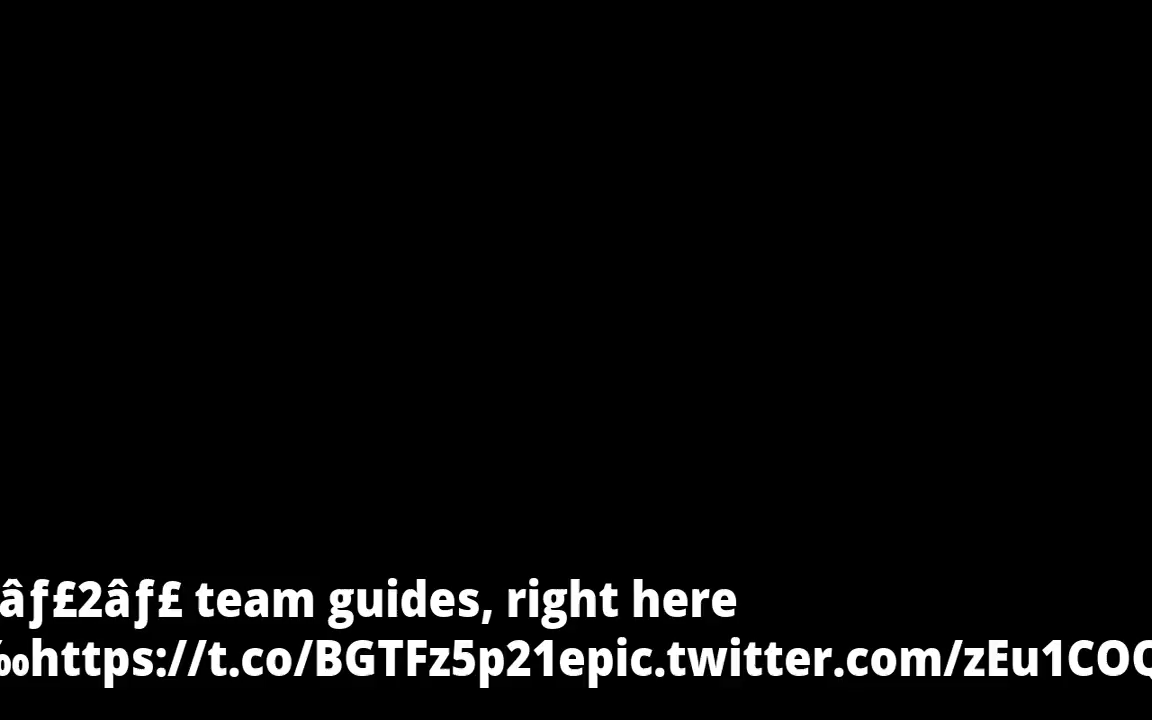 âƒ£2âƒ£ team guides, right here
‰https://t.co/BGTFz5p21epic.twitter.com/zEu1COQ